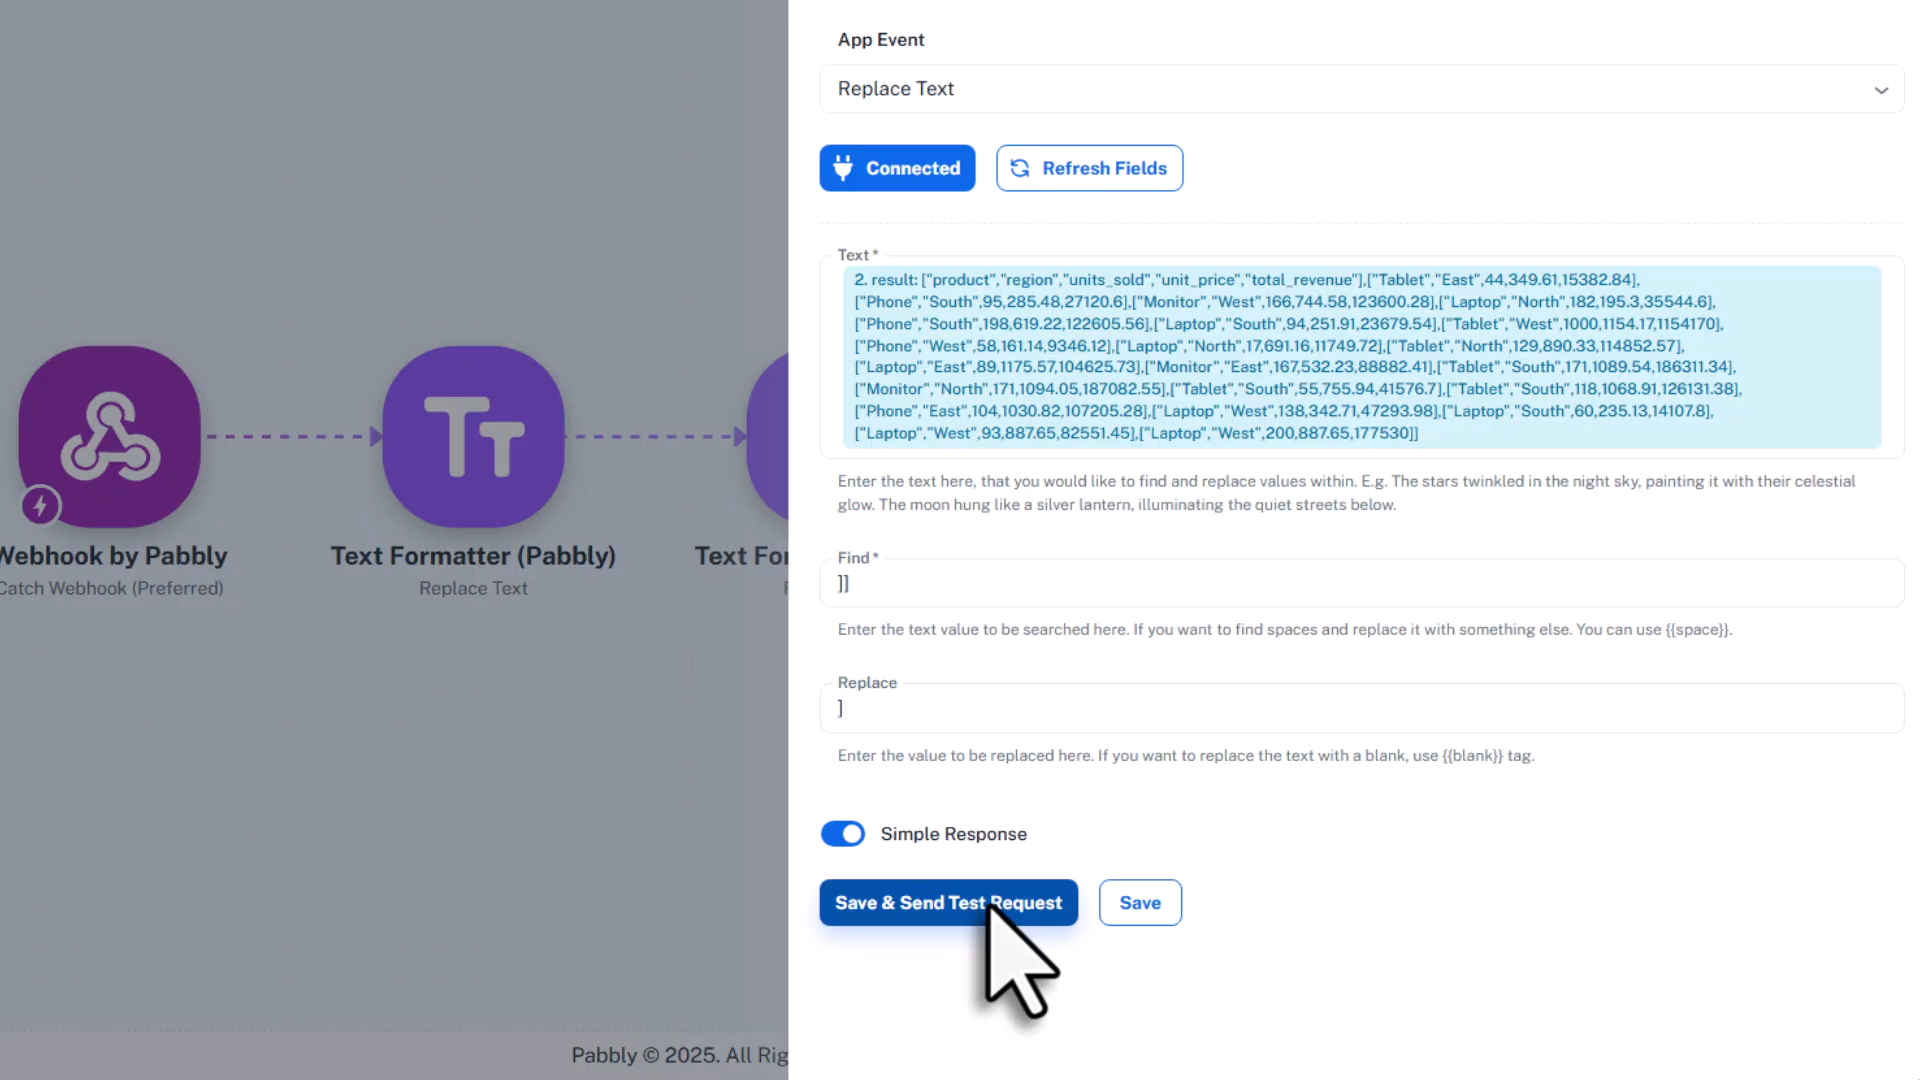 App Event
Replace Text
Connected
Refresh Fields
Text *
2. result: ["product","region","units_sold","unit_price","total_revenue"],["Tablet","East",44,349.61,15382.84],
["Phone","South",95,285.48,27120.6],["Monitor","West",166,744.58,123600.28],["Laptop","North",182,195.3,35544.6],
["Phone","South",198,619.22,122605.56],["Laptop","South",94,251.91,23679.54],["Tablet","West",1000,1154.17,1154170],
["Phone","West",58,161.14,9346.12],["Laptop","North",17,691.16,11749.72],["Tablet","North",129,890.33,114852.57],
["Laptop","East",89,1175.57,104625.73],["Monitor","East",167,532.23,88882.41],["Tablet","South",171,1089.54,186311.34],
["Monitor","North",171,1094.05,187082.55],["Tablet","South",55,755.94,41576.7],["Tablet","South",118,1068.91,126131.38],
["Phone","East",104,1030.82,107205.28],["Laptop","West",138,342.71,47293.98],["Laptop","South",60,235.13,14107.8],
["Laptop","West",93,887.65,82551.45],["Laptop","West",200,887.65,177530]]
Enter the text here, that you would like to find and replace values within. E.g. The stars twinkled in the night sky, painting it with their celestial
glow. The moon hung like a silver lantern, illuminating the quiet streets below.
Find *
]]
Enter the text value to be searched here. If you want to find spaces and replace it with something else. You can use {{space}}.
Replace
]
Enter the value to be replaced here. If you want to replace the text with a blank, use {{blank}} tag.
Simple Response
Save & Send Test Request
Save
Webhook by Pabbly
Catch Webhook (Preferred)
Text Formatter (Pabbly)
Replace Text
Text For
Pabbly © 2025. All Rig